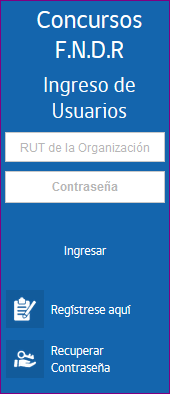 Concursos
F.N.D.R
Ingreso de
Usuarios
RUT de la Organización
Contraseña
Ingresar
Regístrese aquí
Recuperar
Contraseña